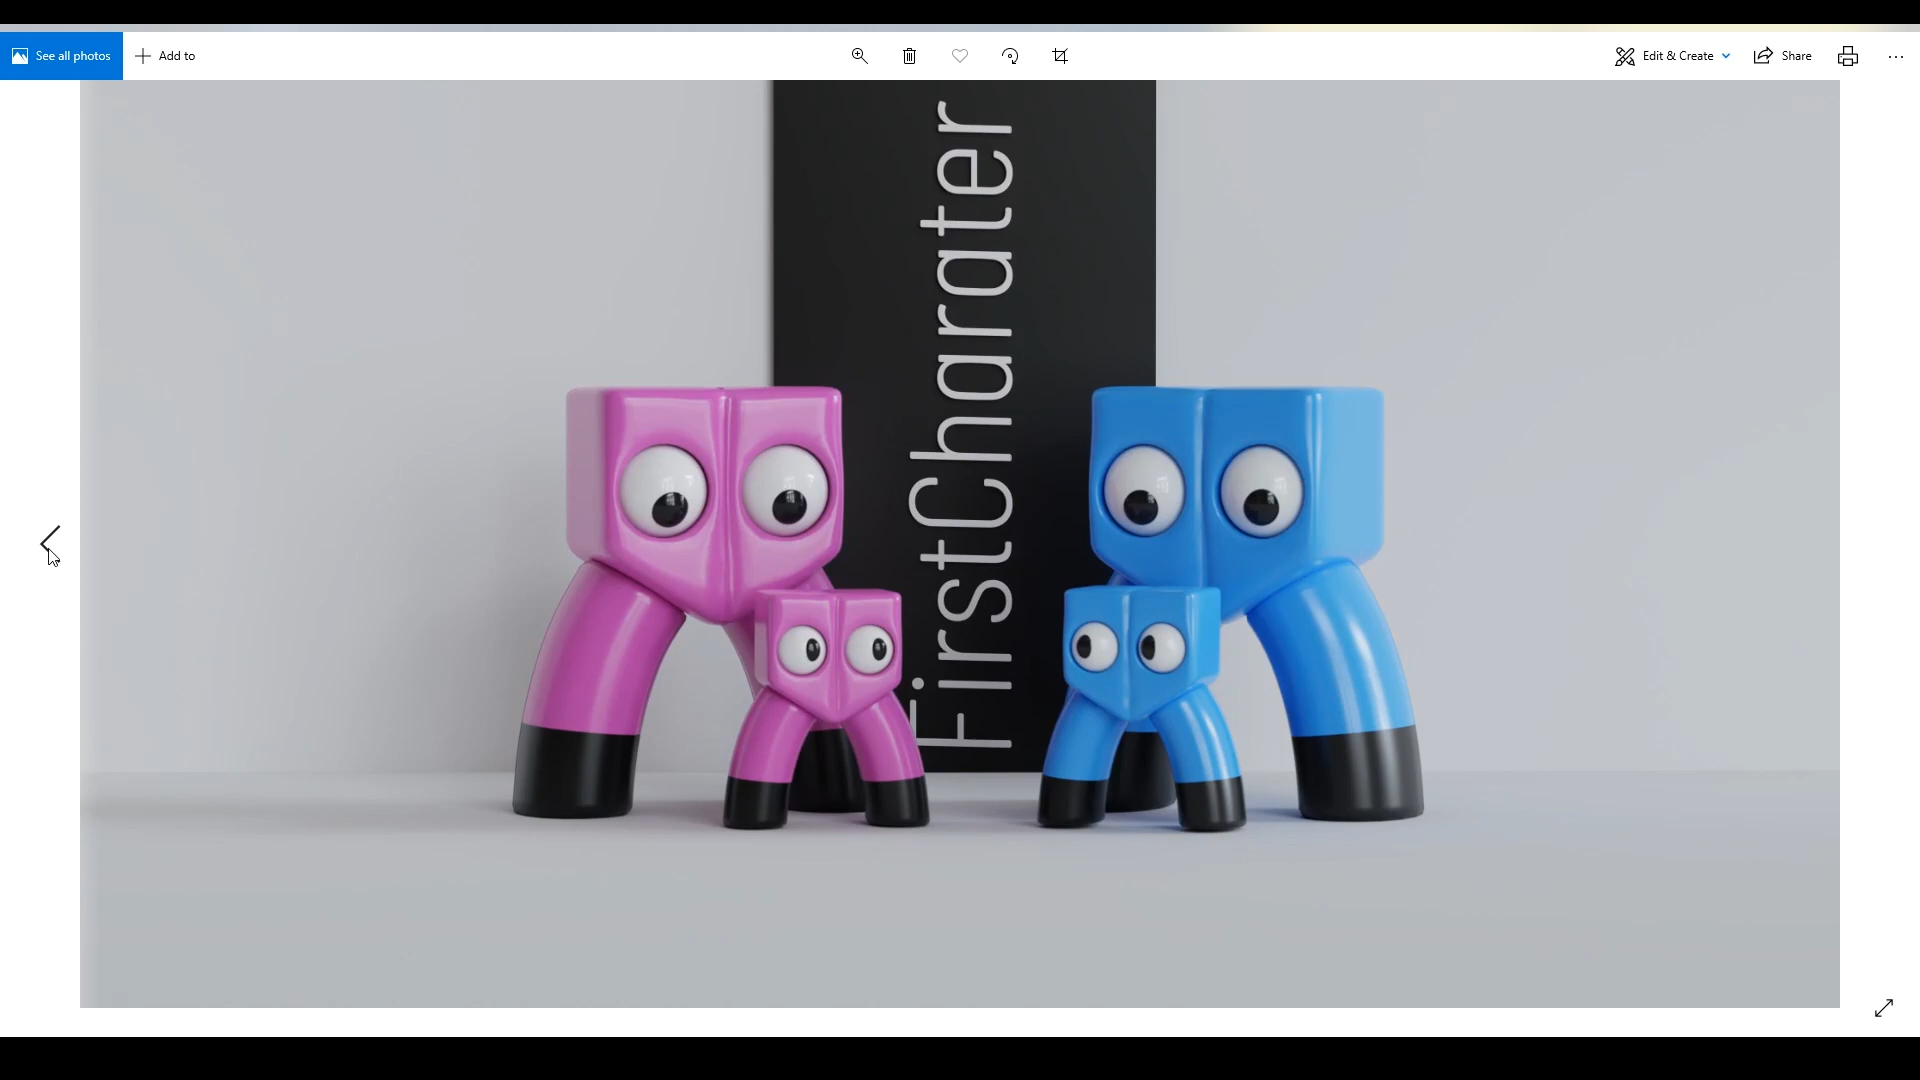 See all photos
Add to
Edit & Create
Share
FirstCharater